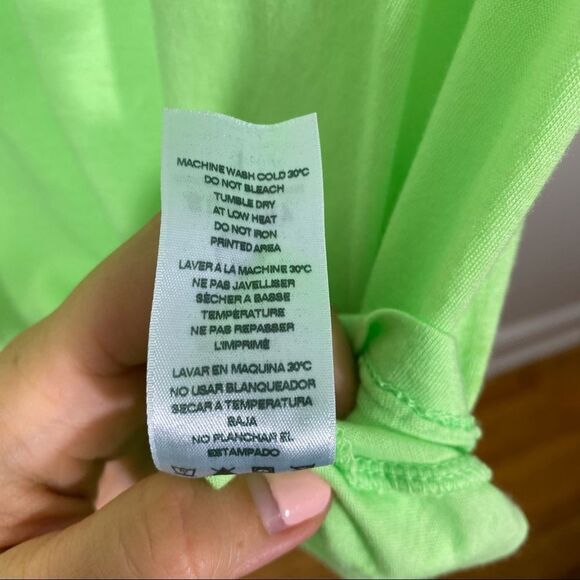 MACHINE WASH COLD 30°C
DO NOT BLEACH
TUMBLE DRY
AT LOW HEAT
DO NOT IRON
PRINTED AREA
LAVER A LA MACHINE 30°C
NE PAS JAVELLISER
SÉCHER A BASSE
TEMPÉRATURE
NE PAS REPASSER
L'IMPRIMÉ
LAVAR EN MAQUINA 30°C
NO USAR BLANQUEADOR
SECAR A TEMPERATURA
BAJA
NO PLANCHAR EL
ESTAMPADO